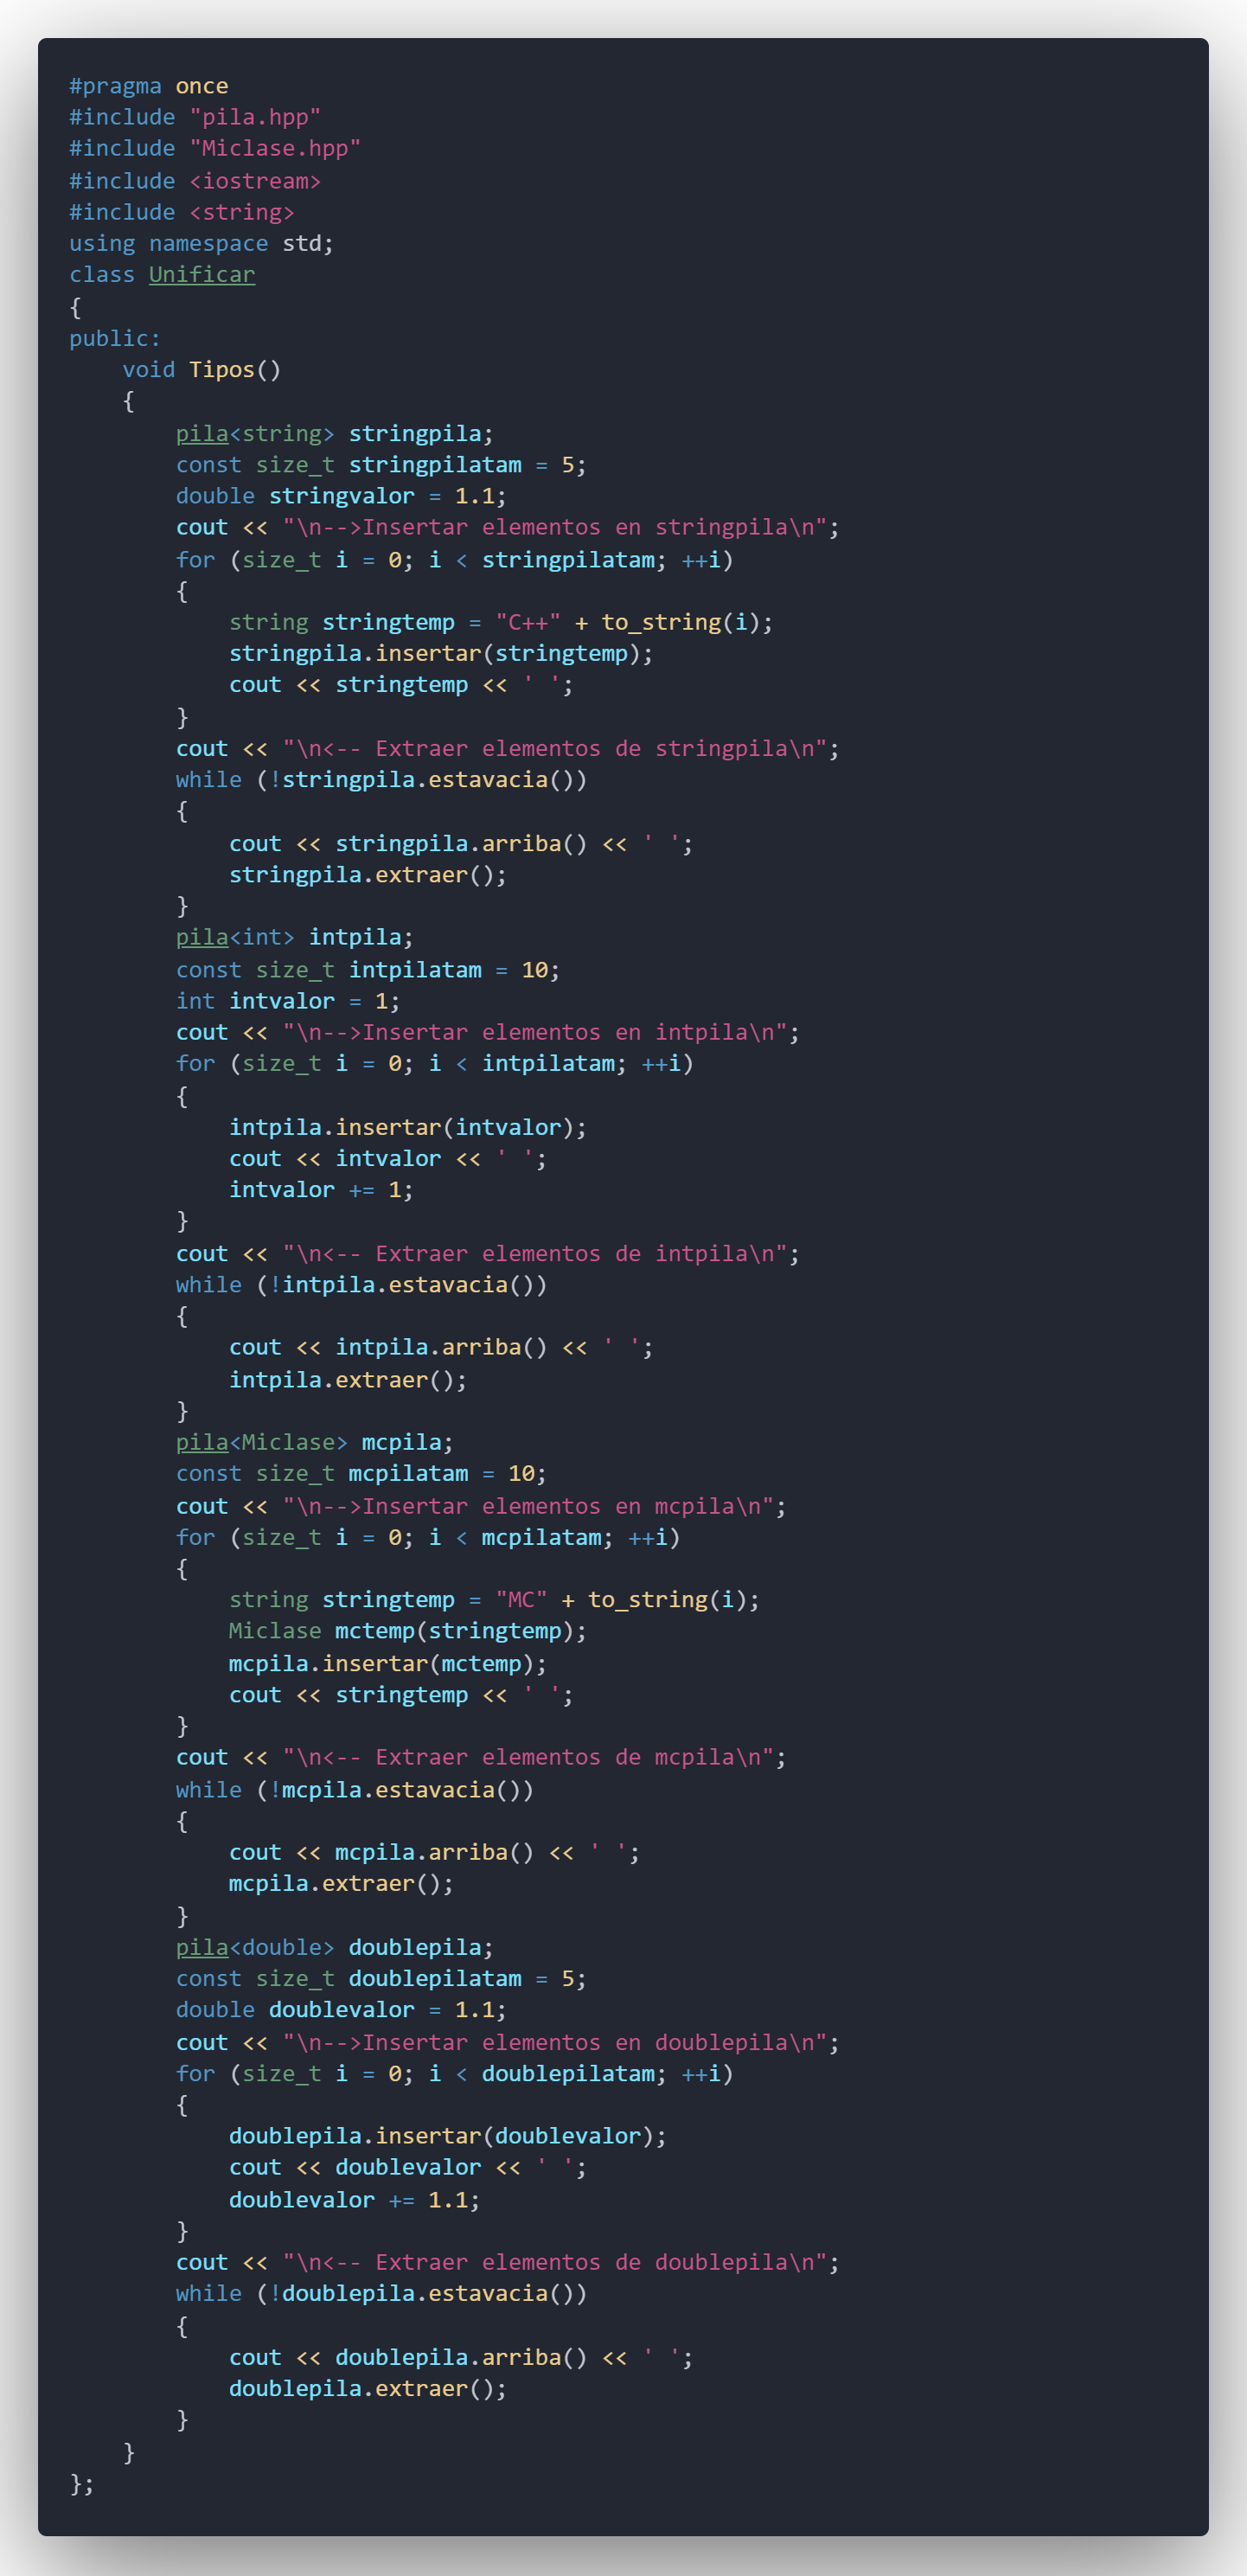 #pragma once
#include "pila.hpp"
#include "Miclase.hpp"
#include <iostream>
#include <string>
using namespace std;
class Unificar
{
public:
    void Tipos()
    {
        pila<string> stringpila;
        const size_t stringpilatam = 5;
        double stringvalor = 1.1;
        cout << "\n-->Insertar elementos en stringpila\n";
        for (size_t i = 0; i < stringpilatam; ++i)
        {
            string stringtemp = "C++" + to_string(i);
            stringpila.insertar(stringtemp);
            cout << stringtemp << ' ';
        }
        cout << "\n<-- Extraer elementos de stringpila\n";
        while (!stringpila.estavacia())
        {
            cout << stringpila.arriba() << ' ';
            stringpila.extraer();
        }
        pila<int> intpila;
        const size_t intpilatam = 10;
        int intvalor = 1;
        cout << "\n-->Insertar elementos en intpila\n";
        for (size_t i = 0; i < intpilatam; ++i)
        {
            intpila.insertar(intvalor);
            cout << intvalor << ' ';
            intvalor += 1;
        }
        cout << "\n<-- Extraer elementos de intpila\n";
        while (!intpila.estavacia())
        {
            cout << intpila.arriba() << ' ';
            intpila.extraer();
        }
        pila<Miclase> mcpila;
        const size_t mcpilatam = 10;
        cout << "\n-->Insertar elementos en mcpila\n";
        for (size_t i = 0; i < mcpilatam; ++i)
        {
            string stringtemp = "MC" + to_string(i);
            Miclase mctemp(stringtemp);
            mcpila.insertar(mctemp);
            cout << stringtemp << ' ';
        }
        cout << "\n<-- Extraer elementos de mcpila\n";
        while (!mcpila.estavacia())
        {
            cout << mcpila.arriba() << ' ';
            mcpila.extraer();
        }
        pila<double> doublepila;
        const size_t doublepilatam = 5;
        double doublevalor = 1.1;
        cout << "\n-->Insertar elementos en doublepila\n";
        for (size_t i = 0; i < doublepilatam; ++i)
        {
            doublepila.insertar(doublevalor);
            cout << doublevalor << ' ';
            doublevalor += 1.1;
        }
        cout << "\n<-- Extraer elementos de doublepila\n";
        while (!doublepila.estavacia())
        {
            cout << doublepila.arriba() << ' ';
            doublepila.extraer();
        }
    }
};